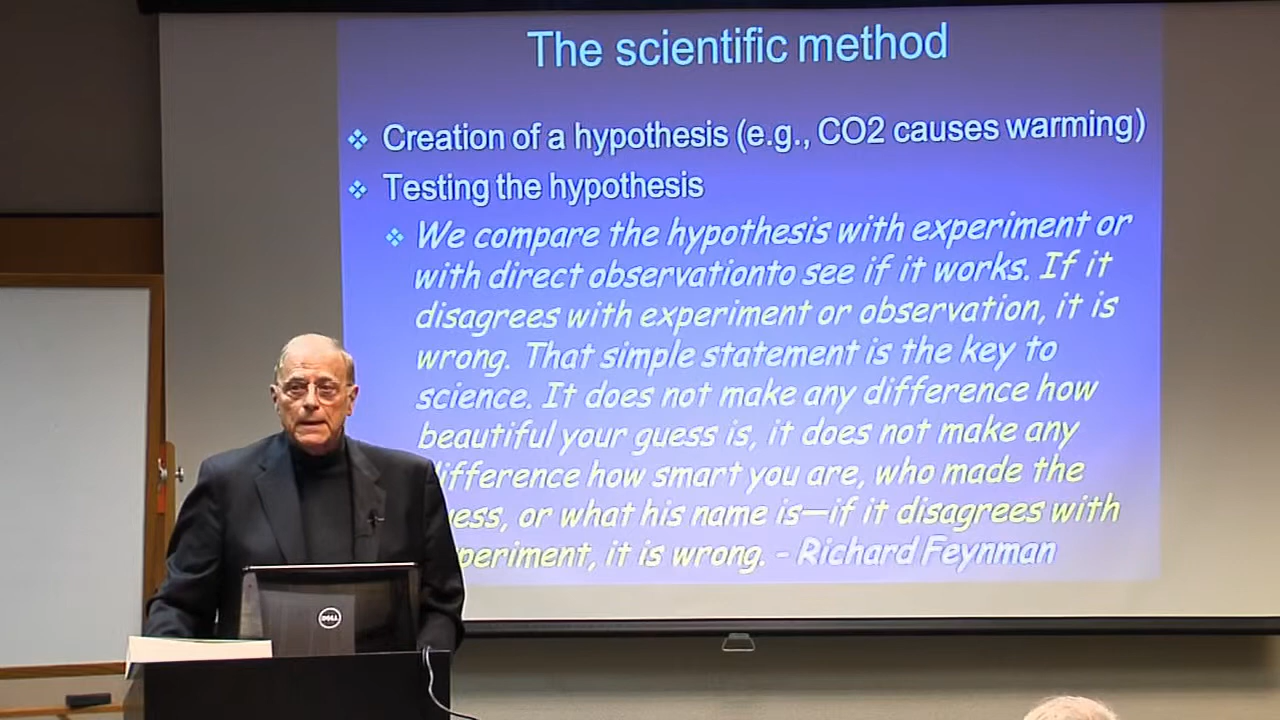 The scientific method
❖ Creation of a hypothesis (e.g., CO2 causes warming)
❖ Testing the hypothesis
❖ We compare the hypothesis with experiment or
with direct observationto see if it works. If it
disagrees with experiment or observation, it is
wrong. That simple statement is the key to
science. It does not make any difference how
beautiful your guess is, it does not make any
difference how smart you are, who made the
ess, or what his name is—if it disagrees with
periment, it is wrong. – Richard Feynman
DELL